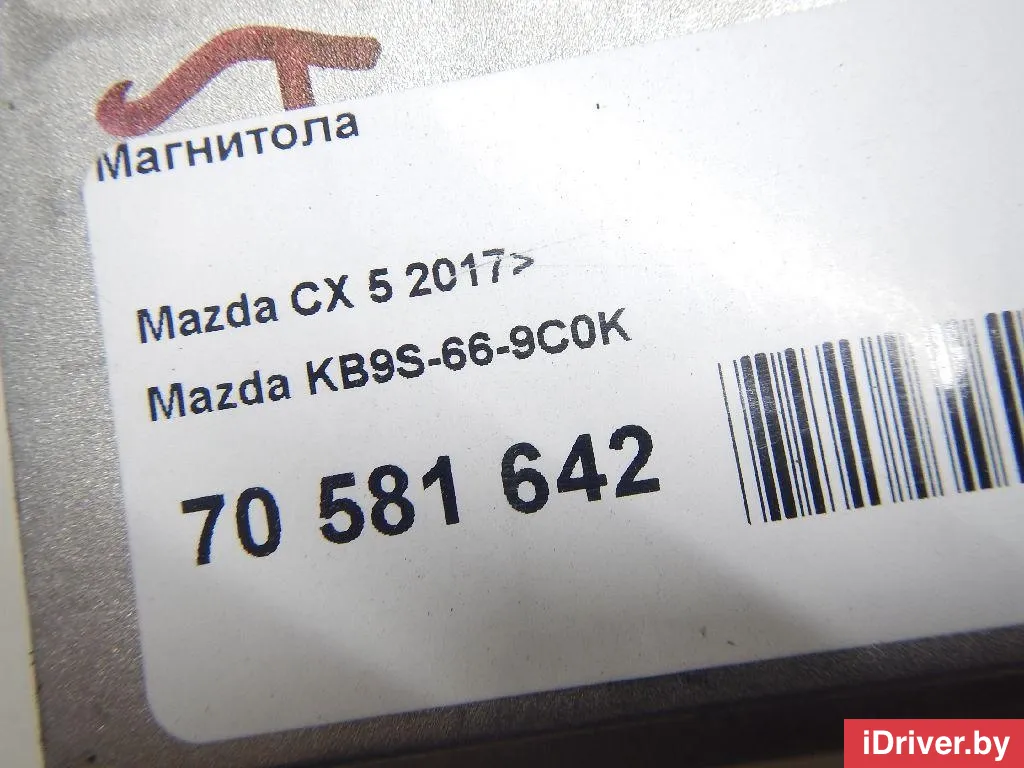 Магнитола
Mazda CX 5 2017>
Mazda KB9S-66-9C0K
70 581 642
iDriver.by